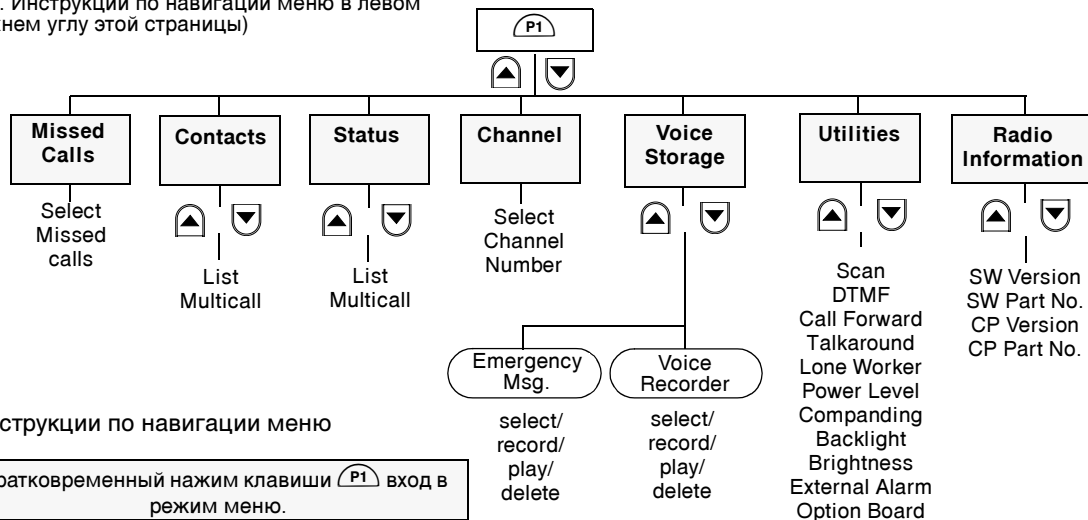 . Инструкции по навигации меню в левом
нем углу этой страницы)
P1
Missed
Calls
Contacts
Status
Channel
Voice
Storage
Utilities
Radio
Information
Select
Missed
calls
List
Multicall
List
Multicall
Select
Channel
Number
Emergency
Msg.
select/
record/
play/
delete
Voice
Recorder
select/
record/
play/
delete
Scan
DTMF
Call Forward
Talkaround
Lone Worker
Power Level
Companding
Backlight
Brightness
External Alarm
Option Board
SW Version
SW Part No.
CP Version
CP Part No.
струкции по навигации меню
ратковременный нажим клавиши P1 вход в
режим меню.